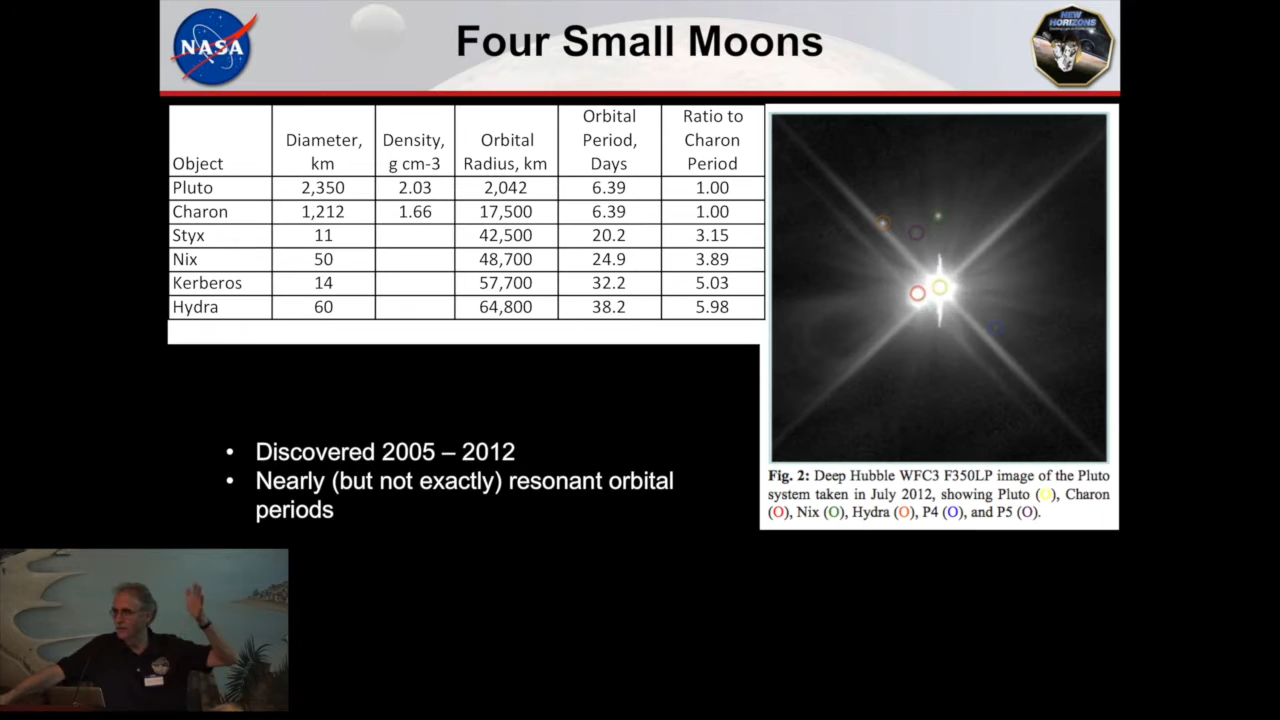 NASA
Four Small Moons
NEW
HORIZONS
Object Diameter, km Density, g cm-3 Orbital Radius, km Orbital Period, Days Ratio to Charon Period
Pluto 2,350 2.03 2,042 6.39 1.00
Charon 1,212 1.66 17,500 6.39 1.00
Styx 11 42,500 20.2 3.15
Nix 50 48,700 24.9 3.89
Kerberos 14 57,700 32.2 5.03
Hydra 60 64,800 38.2 5.98
Fig. 2: Deep Hubble WFC3 F350LP image of the Pluto
system taken in July 2012, showing Pluto (O), Charon
(O), Nix (O), Hydra (O), P4 (O), and P5 (O).
• Discovered 2005 – 2012
• Nearly (but not exactly) resonant orbital
periods